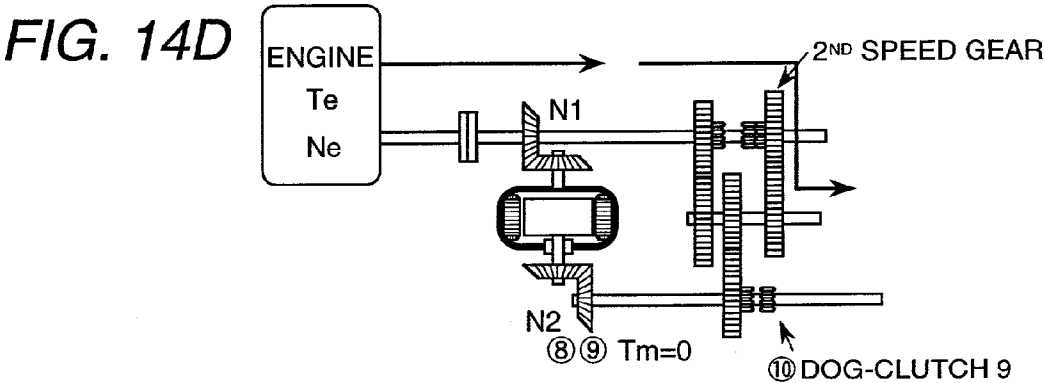 FIG. 14D
ENGINE
Te
Ne
N1
2ND SPEED GEAR
N2
⑧⑨ Tm=0
⑩DOG-CLUTCH 9